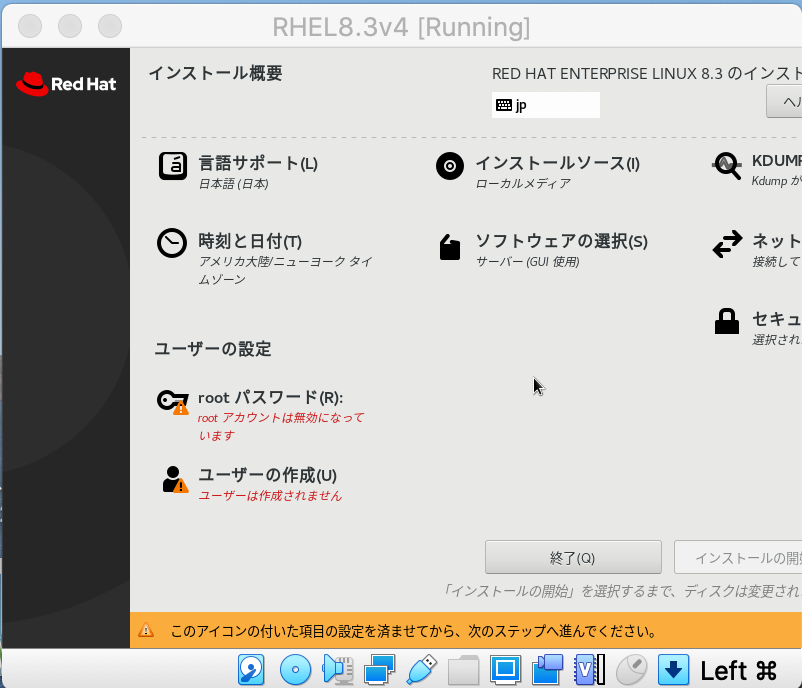 RHEL8.3v4 [Running]
Red Hat
インストール概要
RED HAT ENTERPRISE LINUX 8.3 のインスト
jp
ヘル
言語サポート(L)
日本語 (日本)
インストールソース(I)
ローカルメディア
KDUMP
Kdump が
時刻と日付(T)
アメリカ大陸/ニューヨーク タイ
ムゾーン
ソフトウェアの選択(S)
サーバー (GUI 使用)
ネット
接続して
セキュ
選択され
ユーザーの設定
root パスワード(R):
root アカウントは無効になって
います
ユーザーの作成(U)
ユーザーは作成されません
終了(Q)
インストールの開始
「インストールの開始」を選択するまで、ディスクは変更され
このアイコンの付いた項目の設定を済ませてから、次のステップへ進んでください。
Left ⌘